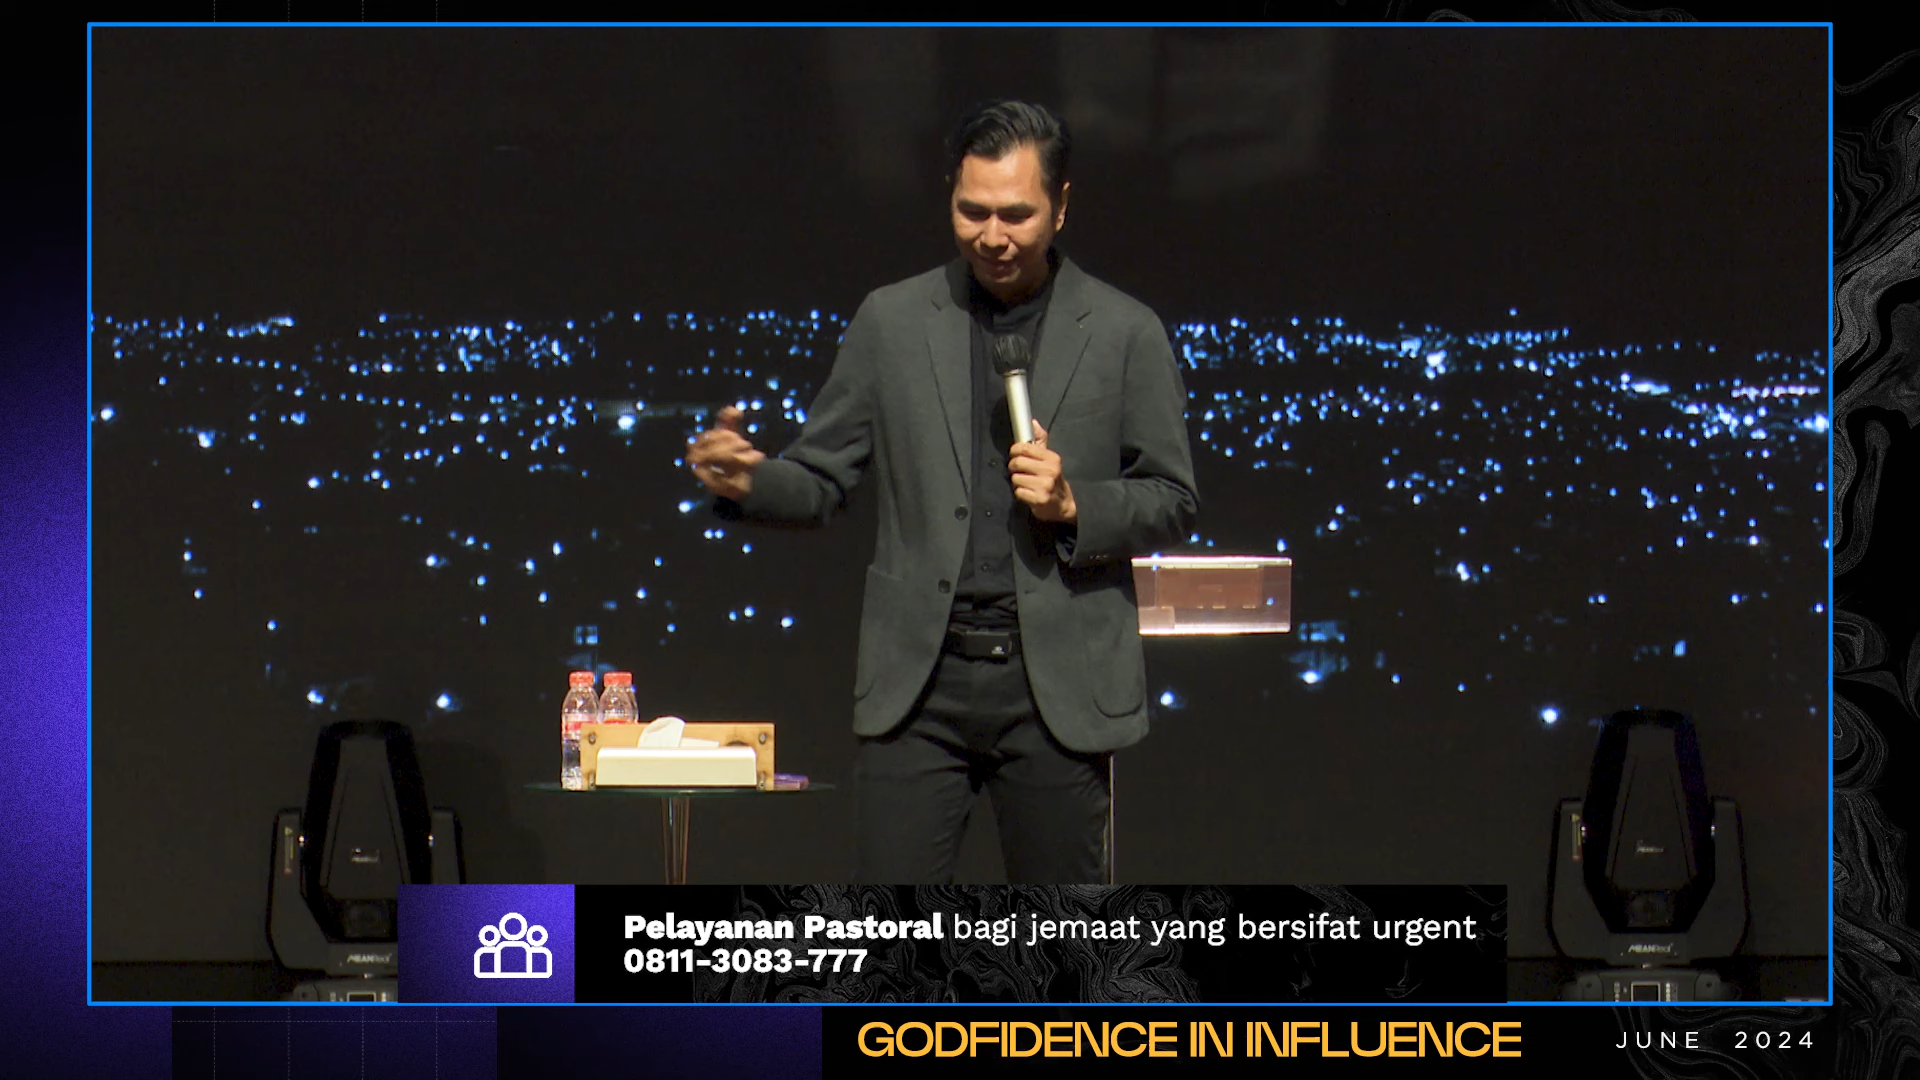 Pelayanan Pastoral bagi jemaat yang bersifat urgent
0811-3083-777
GODFIDENCE IN INFLUENCE
JUNE 2024